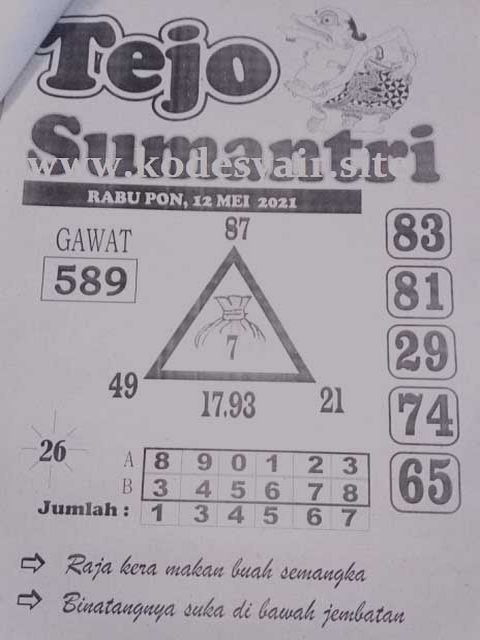 Tejo
Sumantri
www.kodesyair.site
RABU PON, 12 MEI 2021
87
83
GAWAT
589
81
7
29
49
17.93
21
74
26
A 8 9 0 1 2 3
B 3 4 5 6 7 8
65
Jumlah : 1 3 4 5 6 7
⇨ Raja kera makan buah semangka
⇨ Binatangnya suka di bawah jembatan